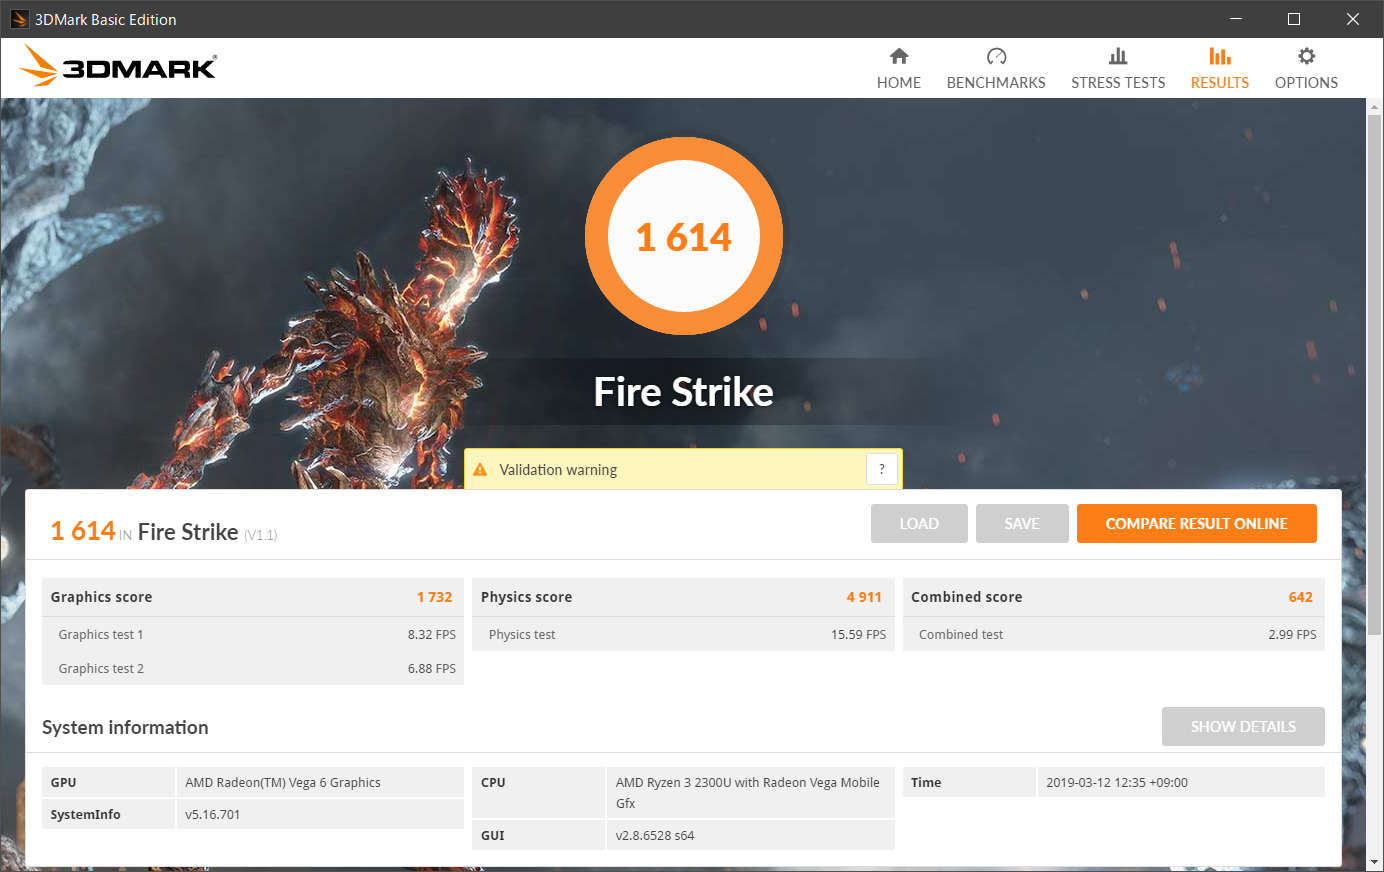 3DMark Basic Edition
3DMARK®
HOME
BENCHMARKS
STRESS TESTS
RESULTS
OPTIONS
1 614
Fire Strike
Validation warning
?
1 614 IN Fire Strike (V1.1)
LOAD
SAVE
COMPARE RESULT ONLINE
Graphics score 1 732
Graphics test 1 8.32 FPS
Graphics test 2 6.88 FPS
Physics score 4 911
Physics test 15.59 FPS
Combined score 642
Combined test 2.99 FPS
System information
SHOW DETAILS
GPU AMD Radeon(TM) Vega 6 Graphics
SystemInfo v5.16.701
CPU AMD Ryzen 3 2300U with Radeon Vega Mobile
Gfx
GUI v2.8.6528 s64
Time 2019-03-12 12:35 +09:00